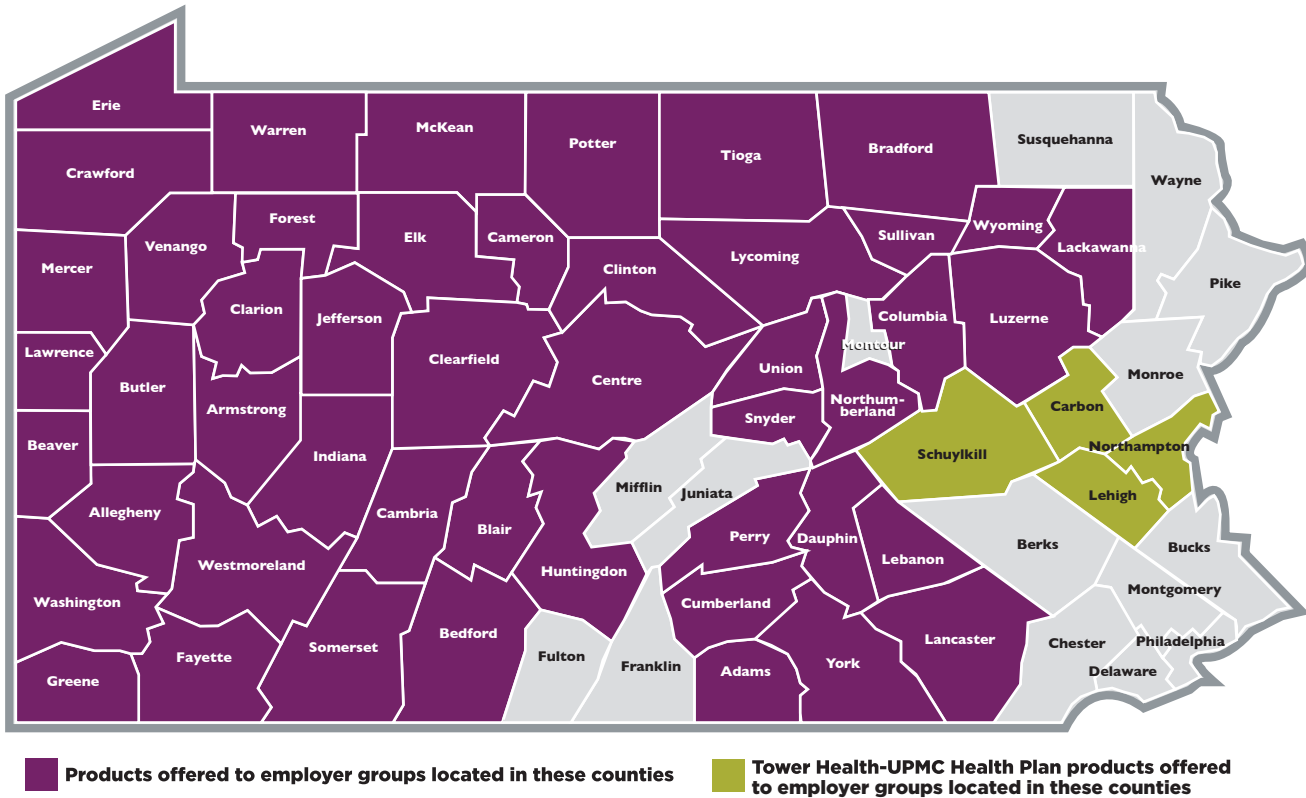 Erie
Warren
McKean
Potter
Tioga
Bradford
Susquehanna
Wayne
Crawford
Forest
Elk
Cameron
Sullivan
Wyoming
Lackawanna
Venango
Mercer
Clinton
Lycoming
Pike
Clarion
Jefferson
Columbia
Luzerne
Montour
Lawrence
Clearfield
Butler
Centre
Union
Monroe
Armstrong
Northum-
berland
Carbon
Snyder
Beaver
Indiana
Schuylkill
Northampton
Mifflin
Juniata
Lehigh
Allegheny
Cambria
Blair
Perry
Dauphin
Berks
Bucks
Westmoreland
Huntingdon
Lebanon
Montgomery
Washington
Cumberland
Bedford
Somerset
Lancaster
Chester
Philadelphia
Fayette
Fulton
Franklin
York
Adams
Delaware
Greene
Products offered to employer groups located in these counties
Tower Health-UPMC Health Plan products offered
to employer groups located in these counties